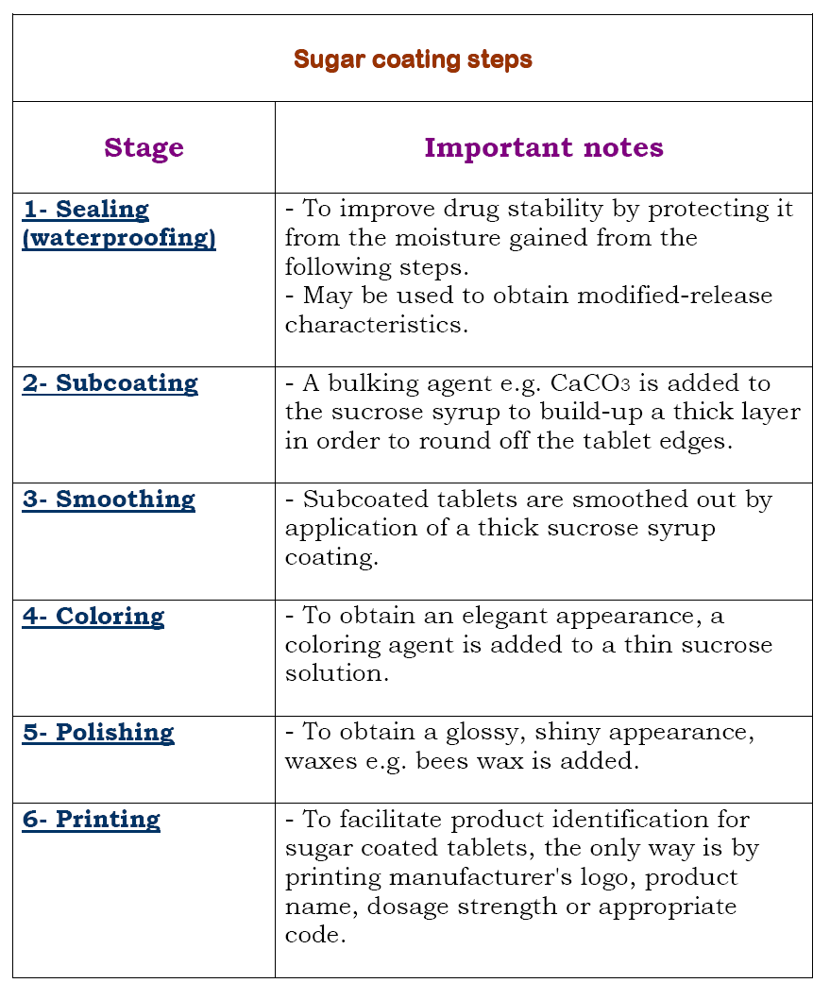 Sugar coating steps
Stage
Important notes
1- Sealing
(waterproofing)
- To improve drug stability by protecting it
from the moisture gained from the
following steps.
- May be used to obtain modified-release
characteristics.
2- Subcoating
- A bulking agent e.g. CaCO3 is added to
the sucrose syrup to build-up a thick layer
in order to round off the tablet edges.
3- Smoothing
- Subcoated tablets are smoothed out by
application of a thick sucrose syrup
coating.
4- Coloring
- To obtain an elegant appearance, a
coloring agent is added to a thin sucrose
solution.
5- Polishing
- To obtain a glossy, shiny appearance,
waxes e.g. bees wax is added.
6- Printing
- To facilitate product identification for
sugar coated tablets, the only way is by
printing manufacturer's logo, product
name, dosage strength or appropriate
code.